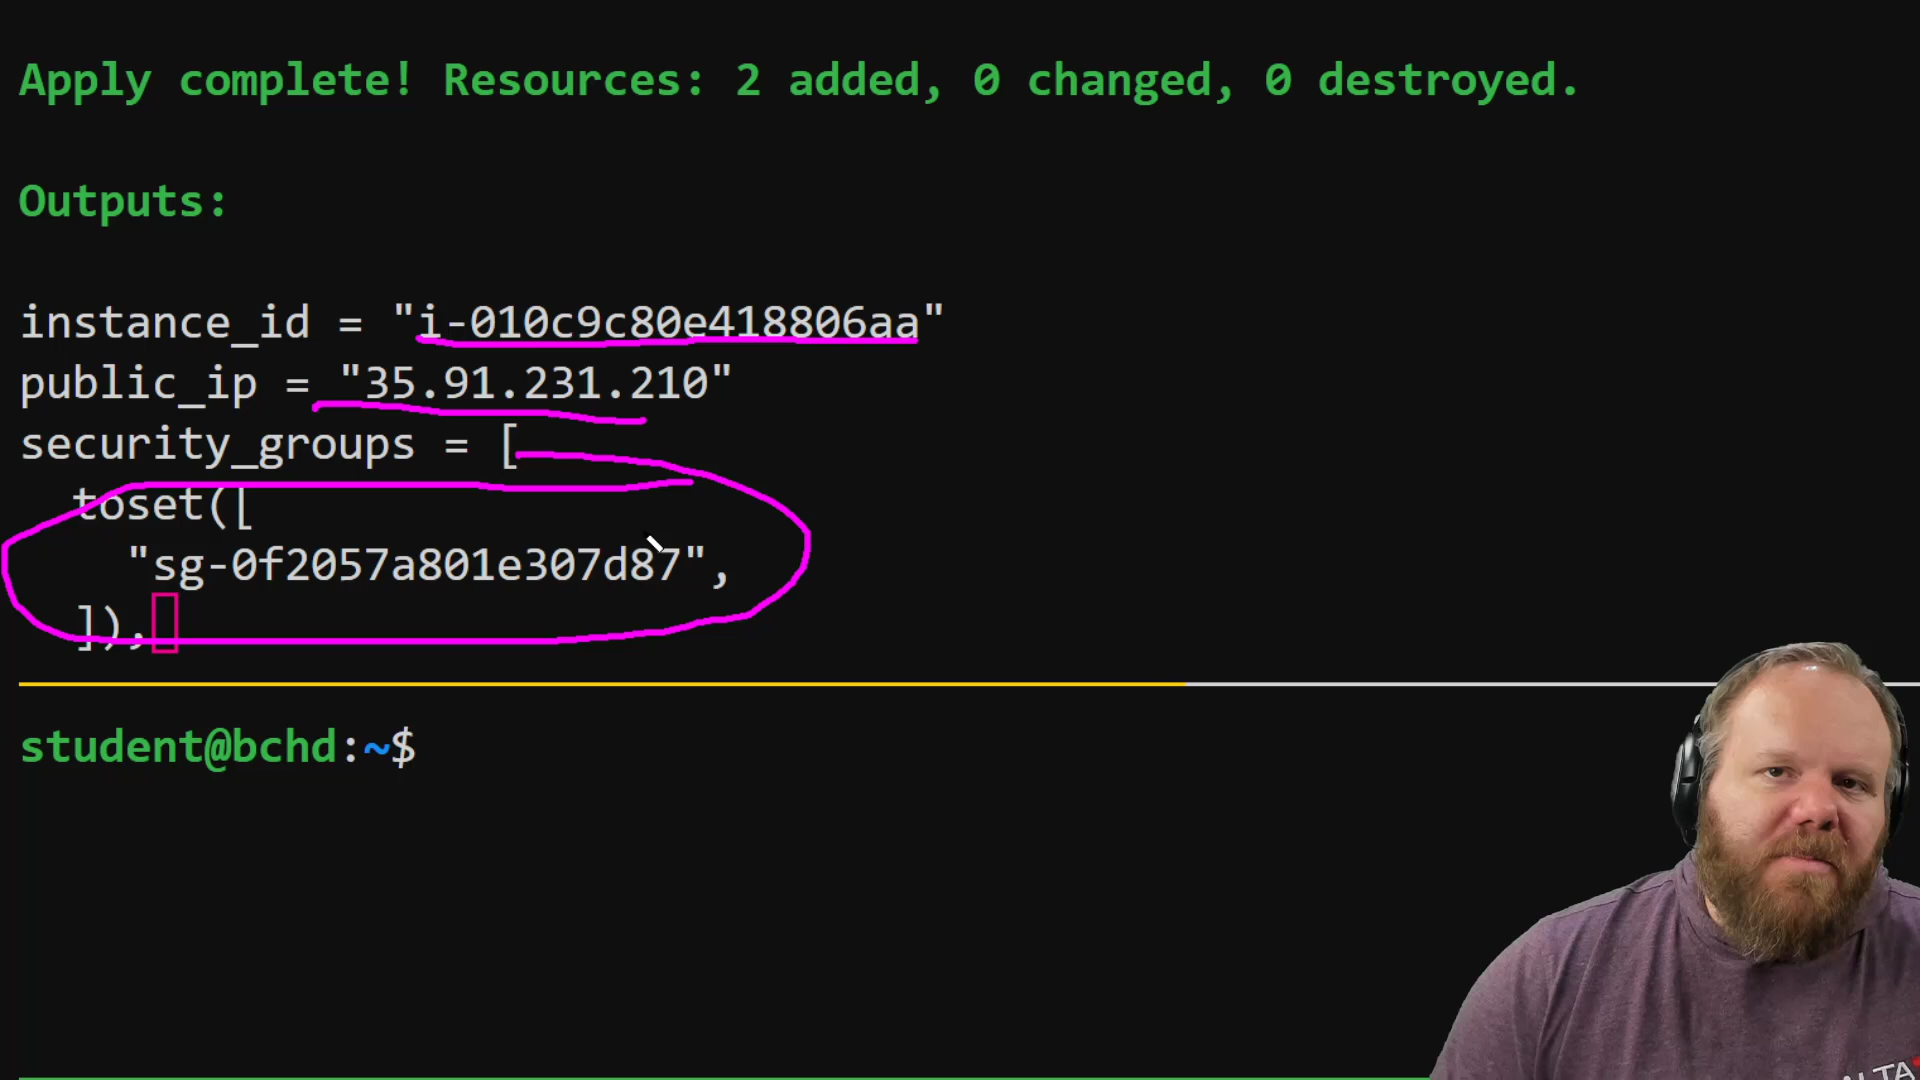 Apply complete! Resources: 2 added, 0 changed, 0 destroyed.
Outputs:
instance_id = "i-010c9c80e418806aa"
public_ip = "35.91.231.210"
security_groups = [
toset([
"sg-0f2057a801e307d87",
]),
student@bchd:~$
ALTA